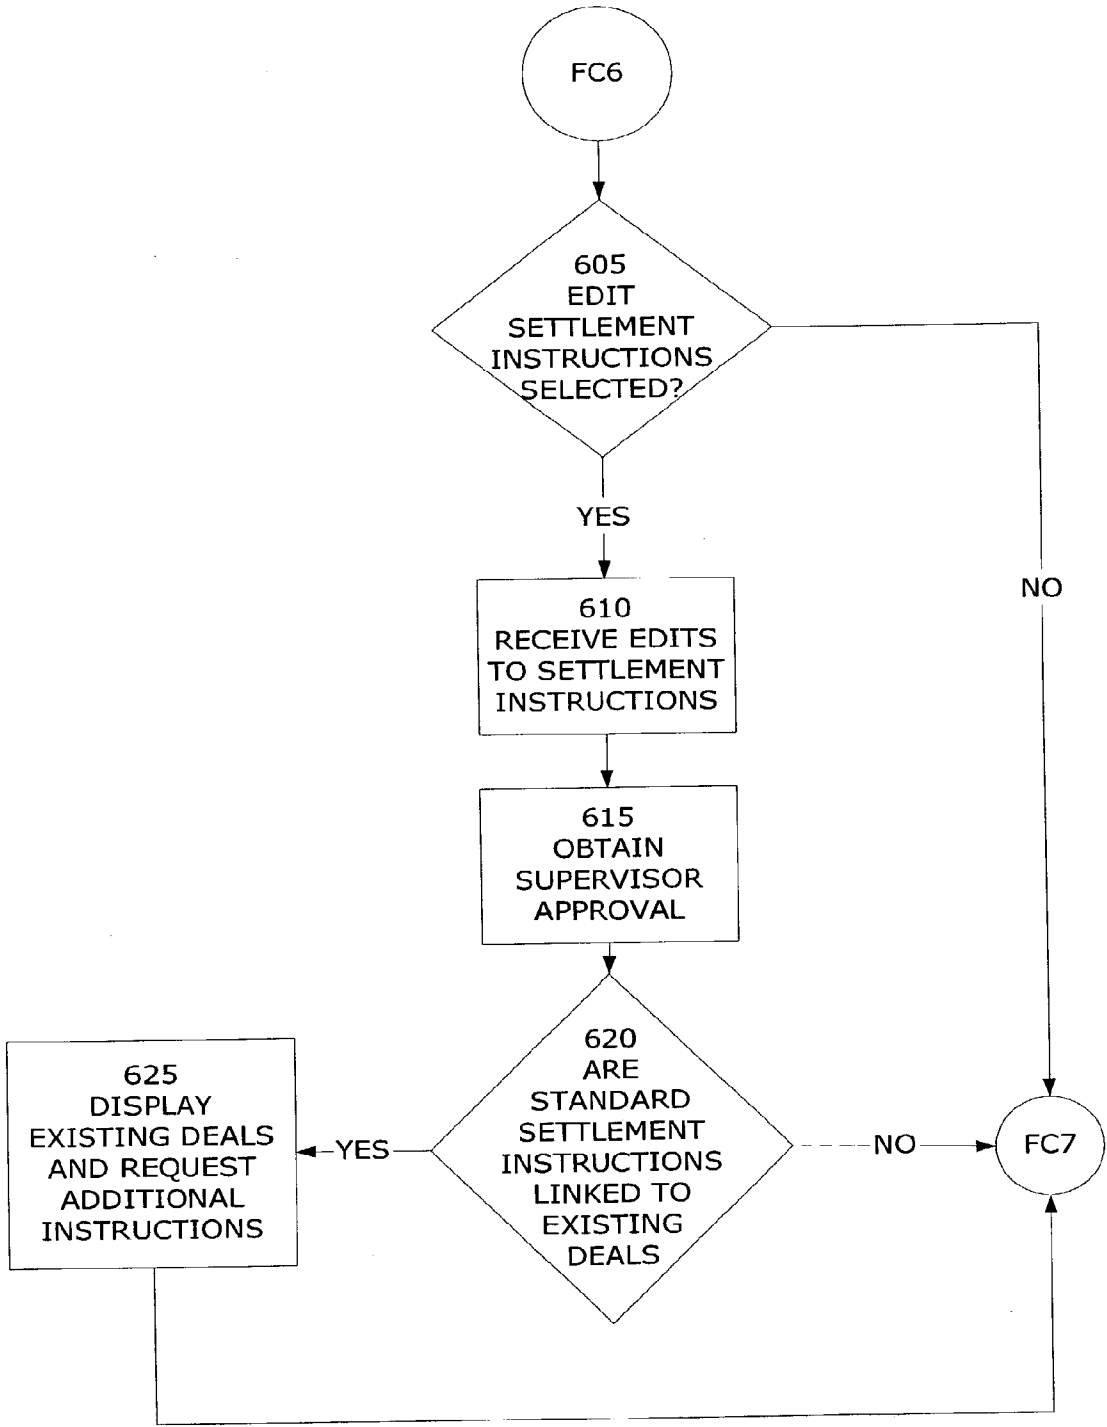 FC6
605
EDIT
SETTLEMENT
INSTRUCTIONS
SELECTED?
YES
NO
610
RECEIVE EDITS
TO SETTLEMENT
INSTRUCTIONS
615
OBTAIN
SUPERVISOR
APPROVAL
620
ARE
STANDARD
SETTLEMENT
INSTRUCTIONS
LINKED TO
EXISTING
DEALS
YES
NO
FC7
625
DISPLAY
EXISTING DEALS
AND REQUEST
ADDITIONAL
INSTRUCTIONS